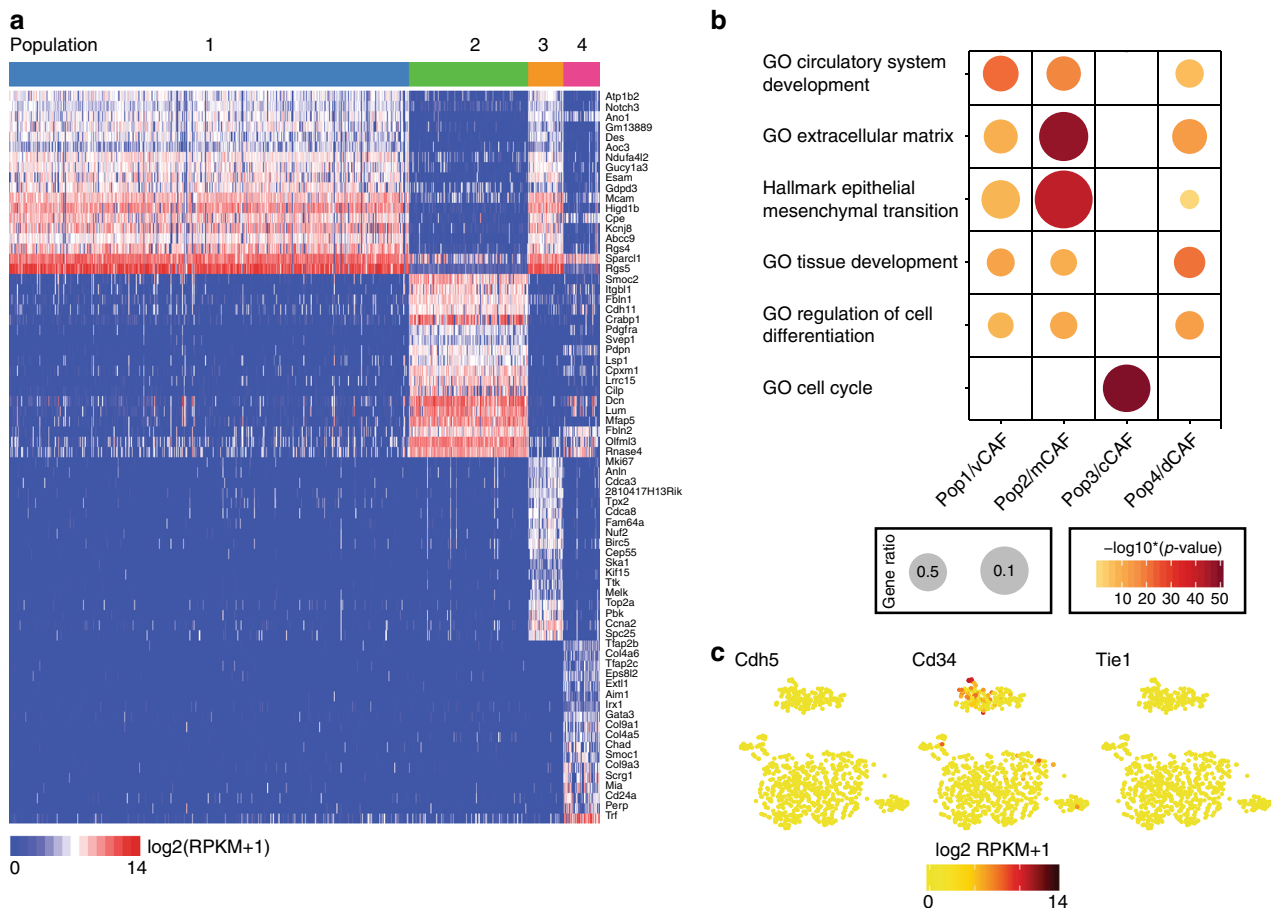 a
Population 1 2 3 4
Atp1b2
Notch3
Ano1
Gm13889
Des
Aoc3
Ndufa4l2
Gucy1a3
Esam
Gdpd3
Mcam
Higd1b
Cpe
Kcnj8
Abcc9
Rgs4
Sparcl1
Rgs5
Smoc2
Itgbl1
Fbln1
Cdh11
Crabp1
Pdgfra
Svep1
Pdpn
Lsp1
Cpxm1
Lrrc15
Cilp
Dcn
Lum
Mfap5
Fbln2
Olfml3
Rnase4
Mki67
Anln
Cdca3
2810417H13Rik
Tpx2
Cdca8
Fam64a
Nuf2
Birc5
Cep55
Ska1
Kif15
Ttk
Melk
Top2a
Pbk
Ccna2
Spc25
Tfap2b
Col4a6
Tfap2c
Eps8l2
Extl1
Aim1
Irx1
Gata3
Col9a1
Col4a5
Chad
Smoc1
Col9a3
Scrg1
Mia
Cd24a
Perp
Trf
log2(RPKM+1)
0 14
b
GO circulatory system
development
GO extracellular matrix
Hallmark epithelial
mesenchymal transition
GO tissue development
GO regulation of cell
differentiation
GO cell cycle
Pop1/vCAF
Pop2/mCAF
Pop3/cCAF
Pop4/dCAF
Gene ratio
0.5 0.1
−log10*(p-value)
10 20 30 40 50
c
Cdh5 Cd34 Tie1
log2 RPKM+1
0 14